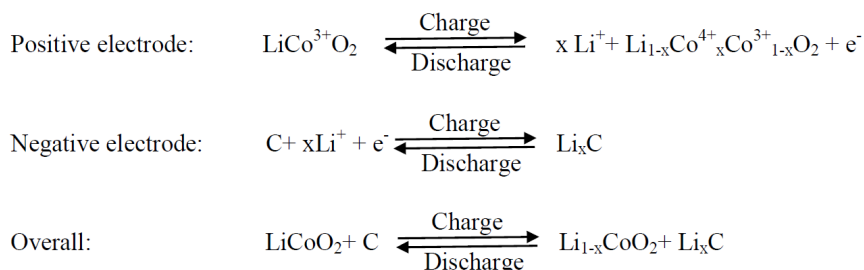 Positive electrode: LiCo³⁺O₂ Charge Discharge x Li⁺+ Li₁₋ₓCo⁴⁺ₓCo³⁺₁₋ₓO₂ + e⁻
Negative electrode: C+ xLi⁺ + e⁻ Charge Discharge LiₓC
Overall: LiCoO₂+ C Charge Discharge Li₁₋ₓCoO₂+ LiₓC